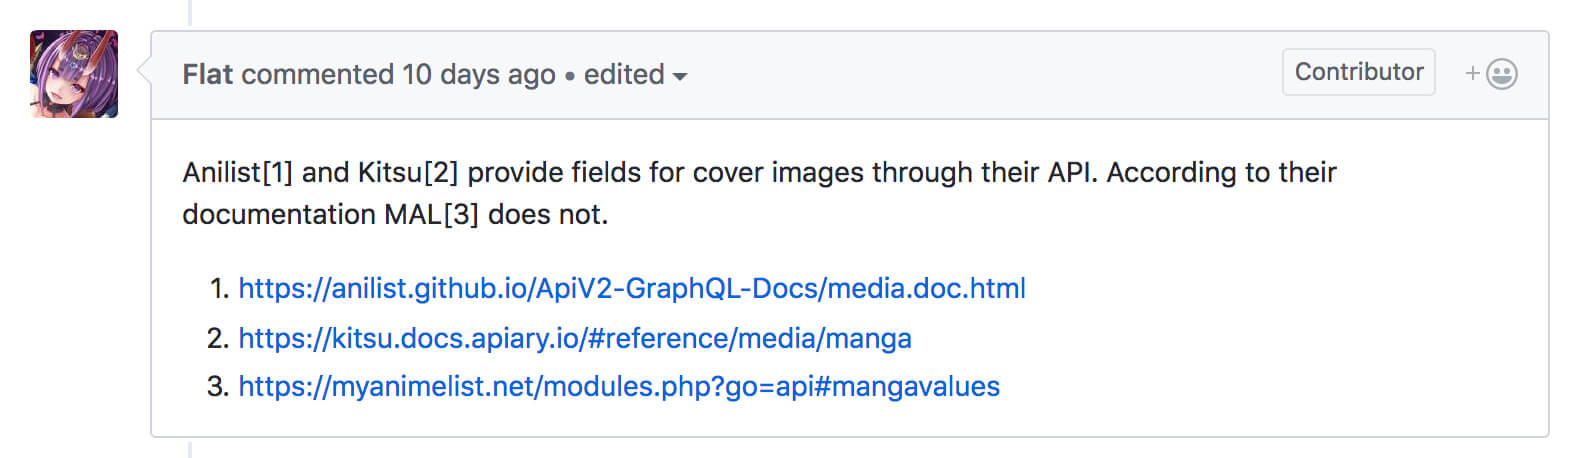 Flat commented 10 days ago • edited
Contributor
+
Anilist[1] and Kitsu[2] provide fields for cover images through their API. According to their
documentation MAL[3] does not.
1. https://anilist.github.io/ApiV2-GraphQL-Docs/media.doc.html
2. https://kitsu.docs.apiary.io/#reference/media/manga
3. https://myanimelist.net/modules.php?go=api#mangavalues